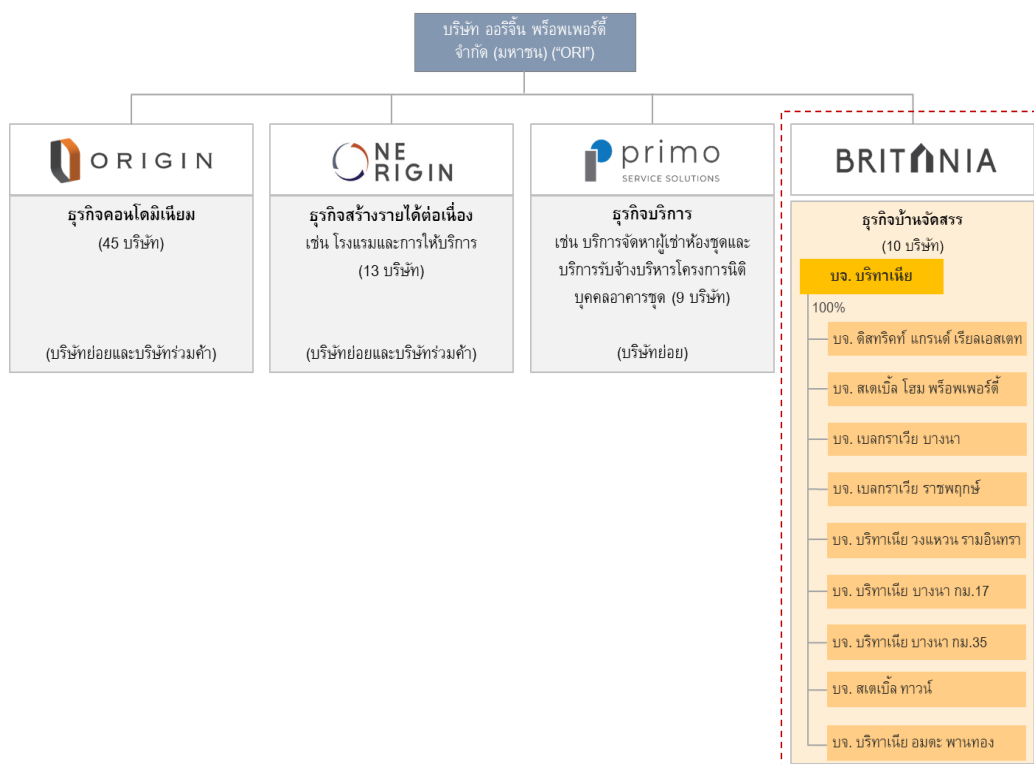 บริษัท ออริจิ้น พร็อพเพอร์ตี้
จำกัด (มหาชน) ("ORI")
ORIGIN
ธุรกิจคอนโดมิเนียม
(45 บริษัท)
(บริษัทย่อยและบริษัทร่วมค้า)
ONE
ORIGIN
ธุรกิจสร้างรายได้ต่อเนื่อง
เช่น โรงแรมและการให้บริการ
(13 บริษัท)
(บริษัทย่อยและบริษัทร่วมค้า)
primo
SERVICE SOLUTIONS
ธุรกิจบริการ
เช่น บริการจัดหาผู้เช่าห้องชุดและ
บริการรับจ้างบริหารโครงการนิติ
บุคคลอาคารชุด (9 บริษัท)
(บริษัทย่อย)
BRITANIA
ธุรกิจบ้านจัดสรร
(10 บริษัท)
บจ. บริทาเนีย
100%
บจ. ดิสทริคท์ แกรนด์ เรียลเอสเตท
บจ. สเตเบิ้ล โฮม พร็อพเพอร์ตี้
บจ. เบลกราเวีย บางนา
บจ. เบลกราเวีย ราชพฤกษ์
บจ. บริทาเนีย วงแหวน รามอินทรา
บจ. บริทาเนีย บางนา กม.17
บจ. บริทาเนีย บางนา กม.35
บจ. สเตเบิ้ล ทาวน์
บจ. บริทาเนีย อมตะ พานทอง